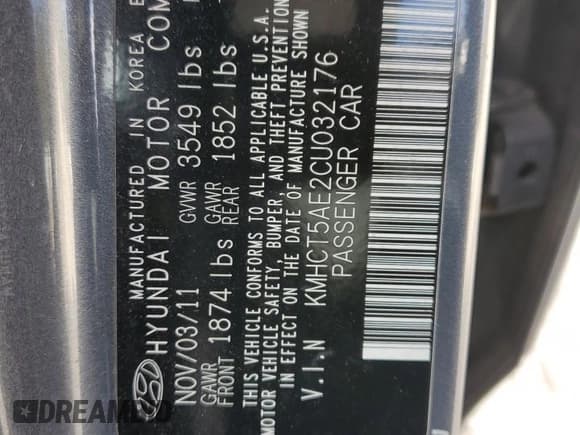 MANUFACTURED IN KOREA
HYUNDAI MOTOR COM
NOV/03/11 GVWR 3549 lbs
GAWR FRONT 1874 lbs GAWR REAR 1852 lbs
THIS VEHICLE CONFORMS TO ALL APPLICABLE U.S.A.
MOTOR VEHICLE SAFETY, BUMPER, AND THEFT PREVENTION
IN EFFECT ON THE DATE OF MANUFACTURE SHOWN
V.I.N KMHCT5AE2CU032176
PASSENGER CAR
DREAMBID